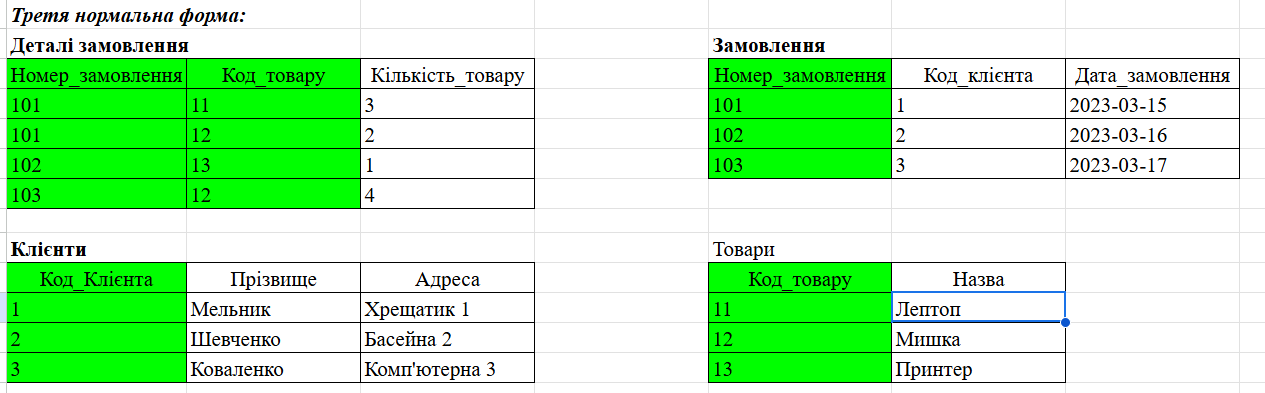 Третя нормальна форма:
Деталі замовлення
Номер_замовлення Код_товару Кількість_товару
101 11 3
101 12 2
102 13 1
103 12 4
Замовлення
Номер_замовлення Код_клієнта Дата_замовлення
101 1 2023-03-15
102 2 2023-03-16
103 3 2023-03-17
Клієнти
Код_Клієнта Прізвище Адреса
1 Мельник Хрещатик 1
2 Шевченко Басейна 2
3 Коваленко Комп'ютерна 3
Товари
Код_товару Назва
11 Лептоп
12 Мишка
13 Принтер